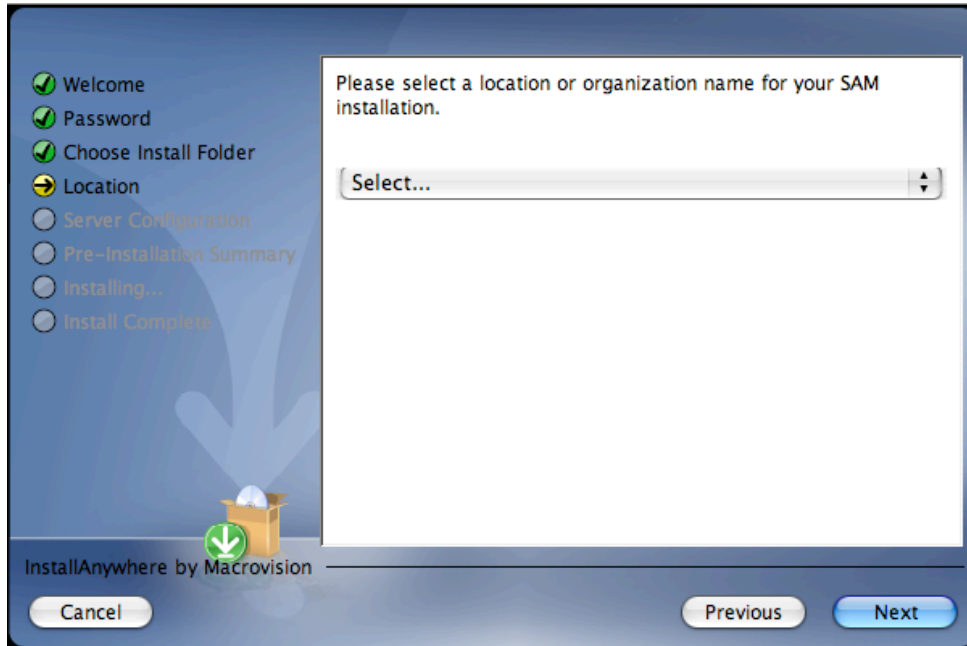 Welcome
Password
Choose Install Folder
Location
Server Configuration
Pre-Installation Summary
Installing...
Install Complete
Please select a location or organization name for your SAM
installation.
Select...
InstallAnywhere by Macrovision
Cancel
Previous
Next